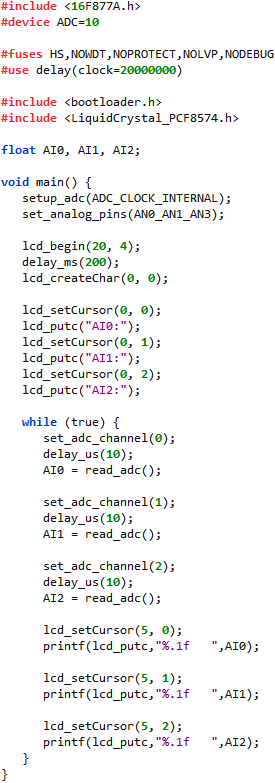 #include <16F877A.h>
#device ADC=10

#fuses HS,NOWDT,NOPROTECT,NOLVP,NODEBUG
#use delay(clock=20000000)

#include <bootloader.h>
#include <LiquidCrystal_PCF8574.h>

float AI0, AI1, AI2;

void main() {
   setup_adc(ADC_CLOCK_INTERNAL);
   set_analog_pins(AN0_AN1_AN3);

   lcd_begin(20, 4);
   delay_ms(200);
   lcd_createChar(0, 0);

   lcd_setCursor(0, 0);
   lcd_putc("AI0:");
   lcd_setCursor(0, 1);
   lcd_putc("AI1:");
   lcd_setCursor(0, 2);
   lcd_putc("AI2:");

   while (true) {
      set_adc_channel(0);
      delay_us(10);
      AI0 = read_adc();

      set_adc_channel(1);
      delay_us(10);
      AI1 = read_adc();

      set_adc_channel(2);
      delay_us(10);
      AI2 = read_adc();

      lcd_setCursor(5, 0);
      printf(lcd_putc,"%.1f   ",AI0);

      lcd_setCursor(5, 1);
      printf(lcd_putc,"%.1f   ",AI1);

      lcd_setCursor(5, 2);
      printf(lcd_putc,"%.1f   ",AI2);
   }
}